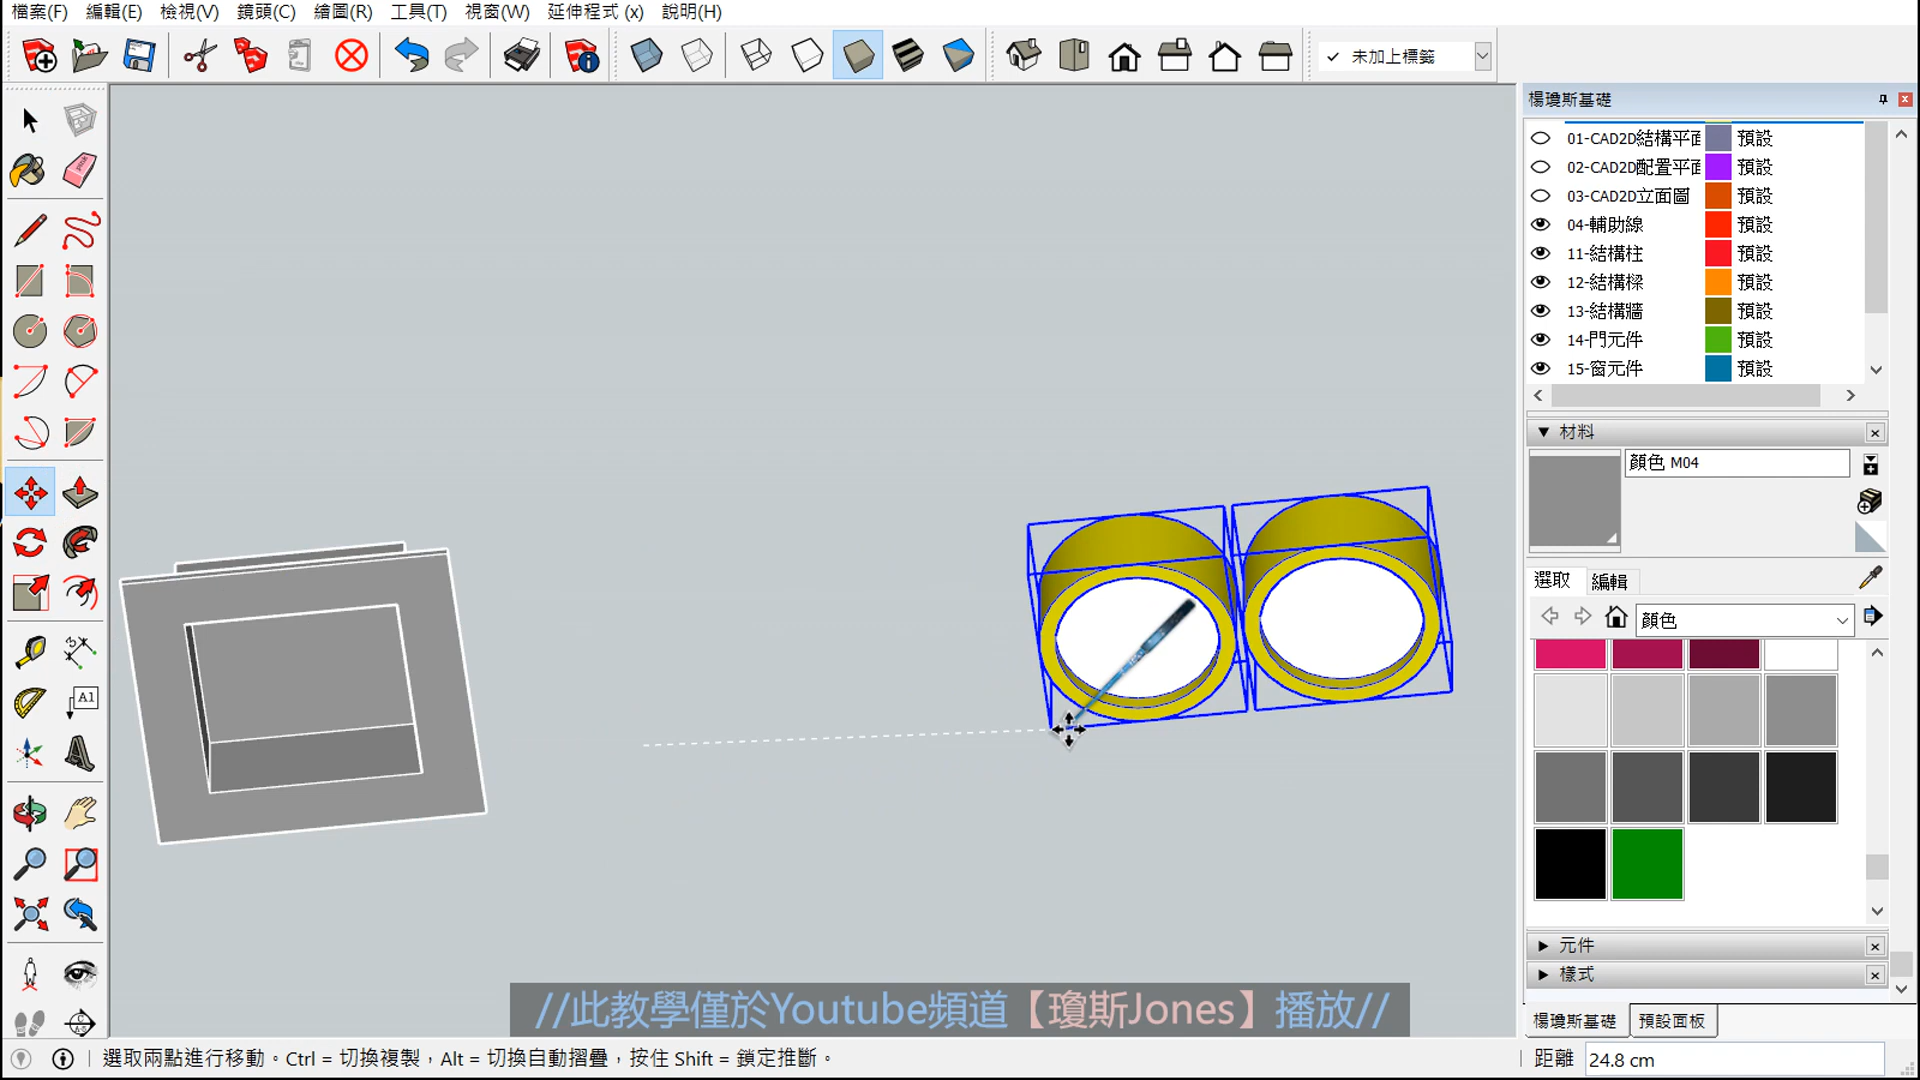 檔案(F) 編輯(E) 檢視(V) 鏡頭(C) 繪圖(R) 工具(T) 視窗(W) 延伸程式 (x) 說明(H)
未加上標籤
楊瓊斯基礎
01-CAD2D結構平面 預設
02-CAD2D配置平面 預設
03-CAD2D立面圖 預設
04-輔助線 預設
11-結構柱 預設
12-結構樑 預設
13-結構牆 預設
14-門元件 預設
15-窗元件 預設
材料
顏色 M04
選取 編輯
顏色
A1
元件
樣式
楊瓊斯基礎 預設面板
//此教學僅於Youtube頻道【瓊斯Jones】播放//
選取兩點進行移動。Ctrl = 切換複製，Alt = 切換自動摺疊，按住 Shift = 鎖定推斷。
距離 24.8 cm